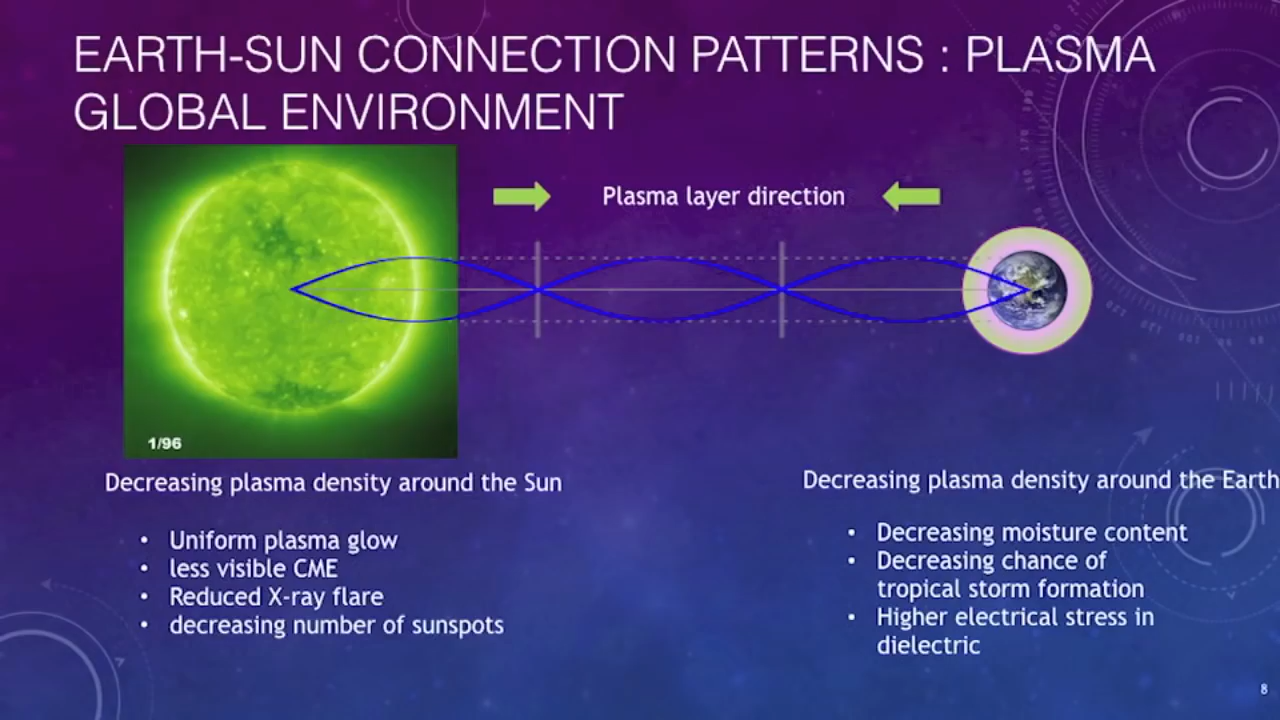 EARTH-SUN CONNECTION PATTERNS : PLASMA
GLOBAL ENVIRONMENT
Plasma layer direction
1/96
Decreasing plasma density around the Sun
• Uniform plasma glow
• less visible CME
• Reduced X-ray flare
• decreasing number of sunspots
Decreasing plasma density around the Earth
• Decreasing moisture content
• Decreasing chance of
tropical storm formation
• Higher electrical stress in
dielectric
8